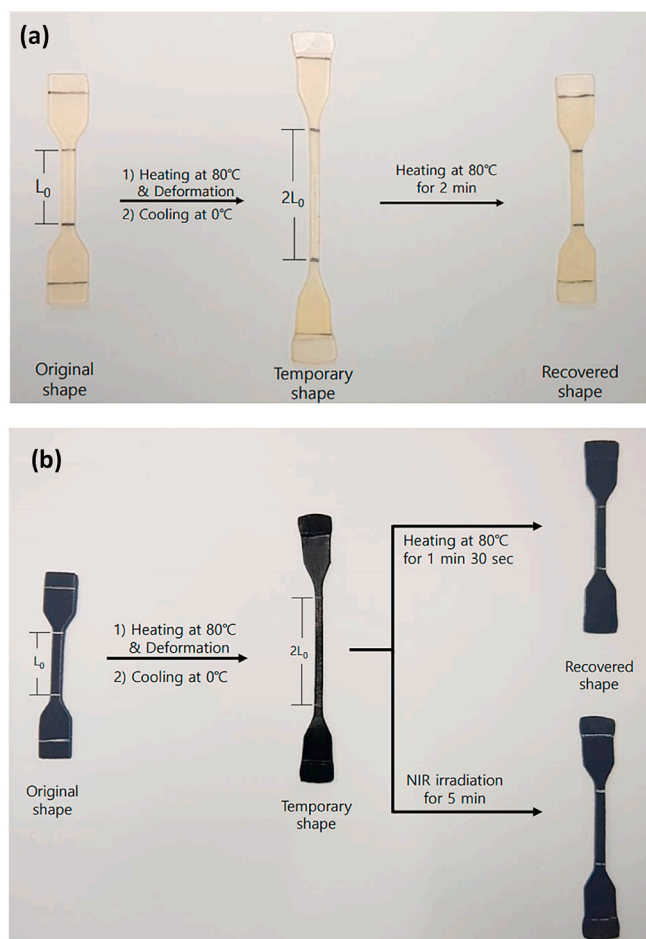 (a)
L₀
1) Heating at 80℃
& Deformation
2) Cooling at 0℃
2L₀
Heating at 80℃
for 2 min
Original
shape
Temporary
shape
Recovered
shape
(b)
L₀
1) Heating at 80℃
& Deformation
2) Cooling at 0℃
2L₀
Heating at 80℃
for 1 min 30 sec
Recovered
shape
NIR irradiation
for 5 min
Original
shape
Temporary
shape